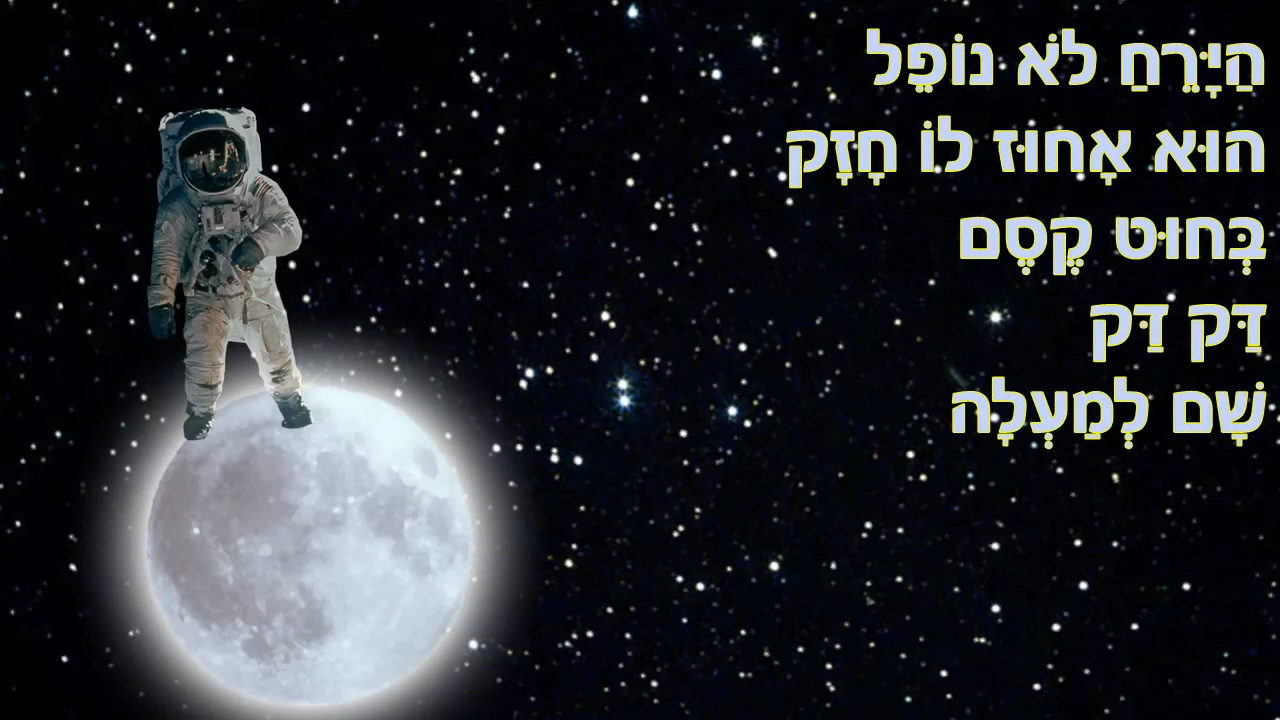 הַיָּרֵחַ לֹא נוֹפֵל
הוּא אָחוּז לוֹ חָזָק
בְּחוּט קֶסֶם
דַּק דַּק
שָׁם לְמַעְלָה